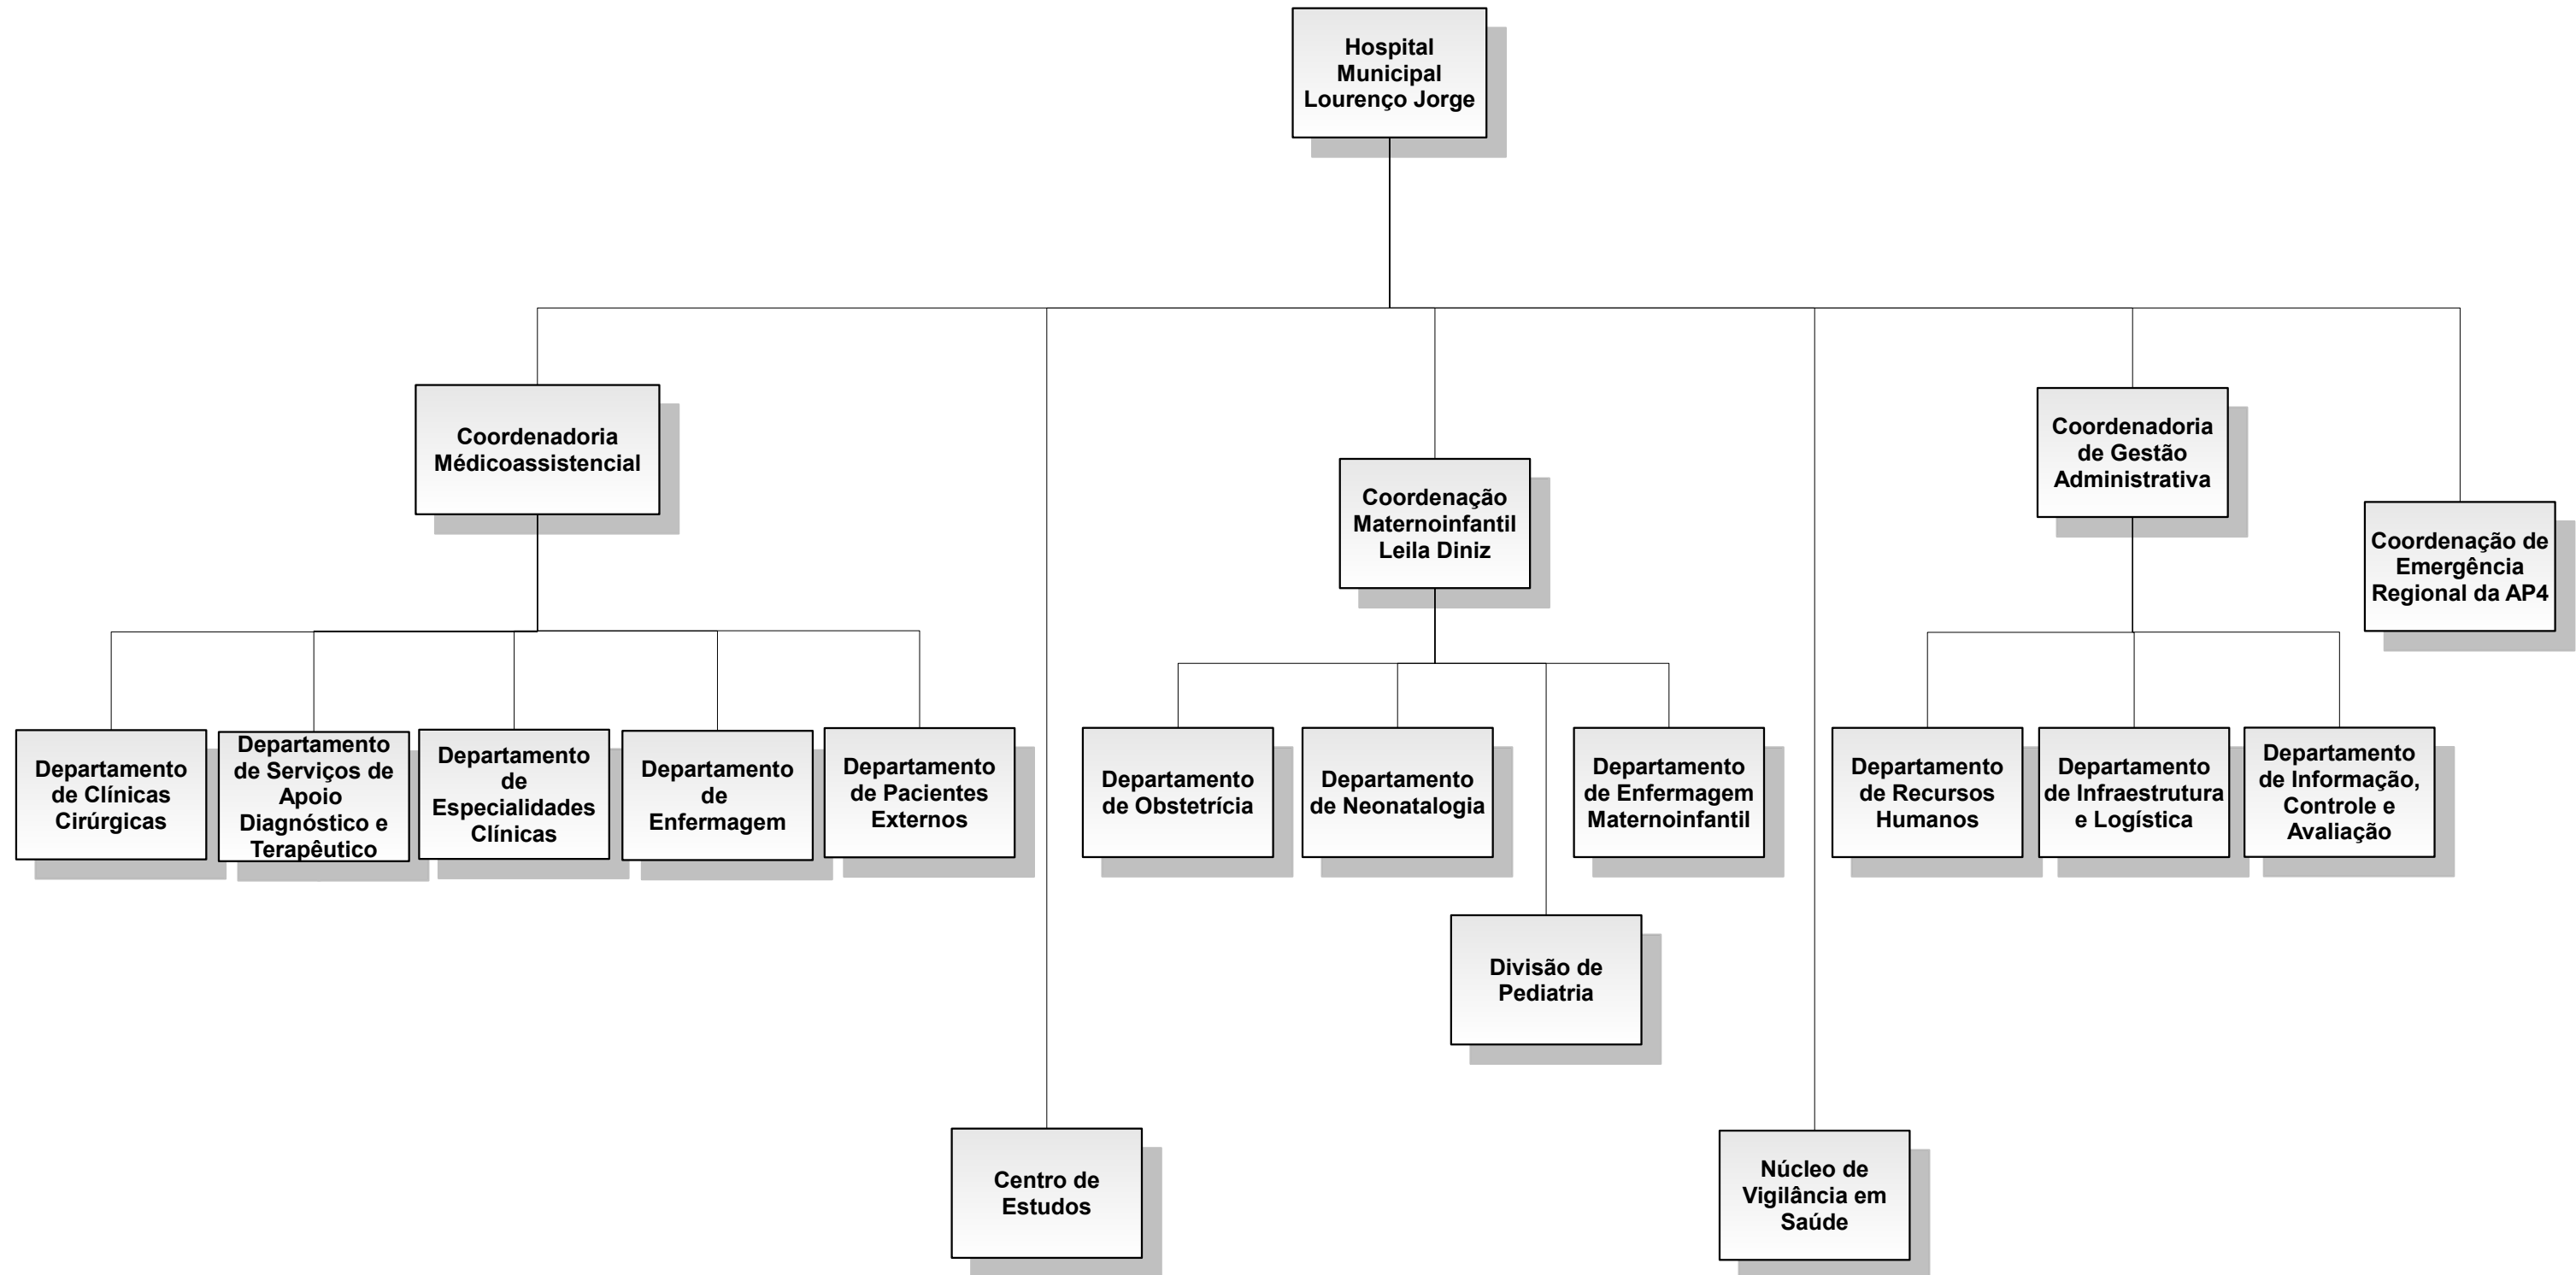 Hospital
Municipal
Lourenço Jorge
Coordenadoria
Médicoassistencial
Coordenação
Maternoinfantil
Leila Diniz
Coordenadoria
de Gestão
Administrativa
Coordenação de
Emergência
Regional da AP4
Departamento
de Clínicas
Cirúrgicas
Departamento
de Serviços de
Apoio
Diagnóstico e
Terapêutico
Departamento
de
Especialidades
Clínicas
Departamento
de
Enfermagem
Departamento
de Pacientes
Externos
Departamento
de Obstetrícia
Departamento
de Neonatalogia
Departamento
de Enfermagem
Maternoinfantil
Departamento
de Recursos
Humanos
Departamento
de Infraestrutura
e Logística
Departamento
de Informação,
Controle e
Avaliação
Divisão de
Pediatria
Centro de
Estudos
Núcleo de
Vigilância em
Saúde